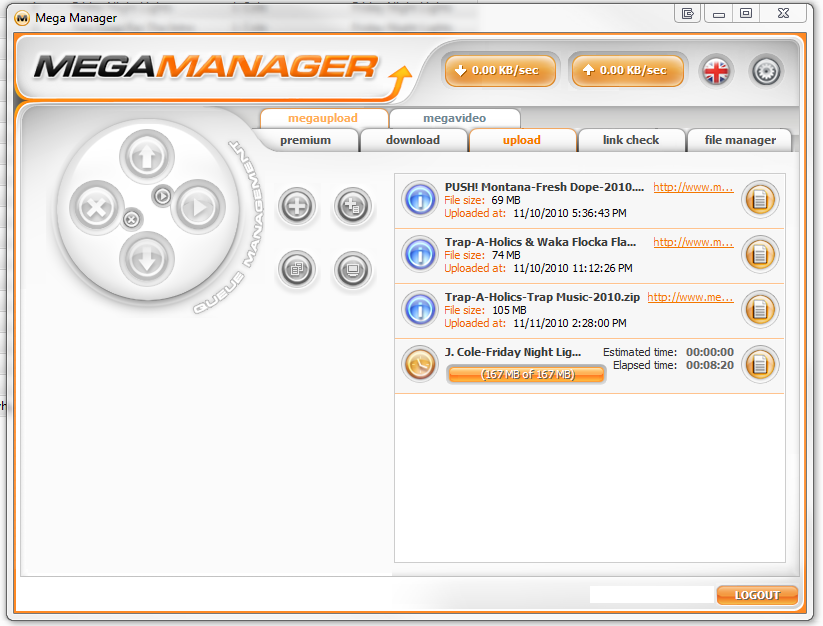 Mega Manager
MEGAMANAGER
0.00 KB/sec
0.00 KB/sec
megaupload
megavideo
premium
download
upload
link check
file manager
QUEUE MANAGEMENT
PUSH! Montana-Fresh Dope-2010.... http://www.m...
File size: 69 MB
Uploaded at: 11/10/2010 5:36:43 PM
Trap-A-Holics & Waka Flocka Fla... http://www.m...
File size: 74 MB
Uploaded at: 11/10/2010 11:12:26 PM
Trap-A-Holics-Trap Music-2010.zip http://www.me...
File size: 105 MB
Uploaded at: 11/11/2010 2:28:00 PM
J. Cole-Friday Night Lig... Estimated time: 00:00:00
Elapsed time: 00:08:20
(167 MB of 167 MB)
LOGOUT